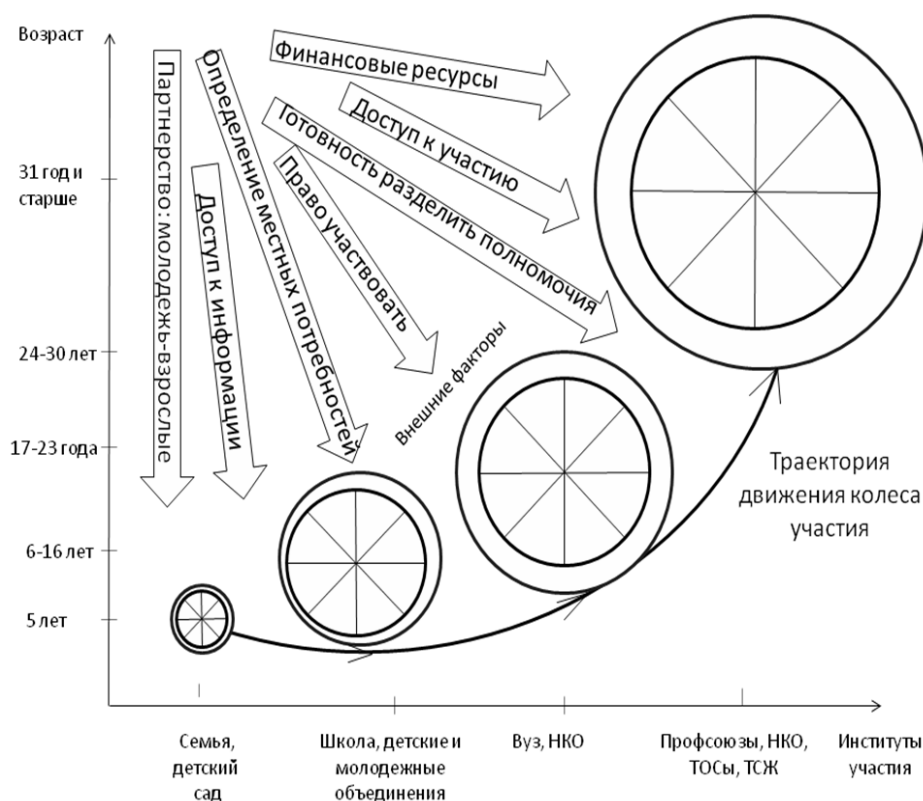 Возраст
31 год и
старше
24-30 лет
17-23 года
6-16 лет
5 лет
Партнерство: молодежь-взрослые
Доступ к информации
Определение местных потребностей
Право участвовать
Готовность разделить полномочия
Доступ к участию
Финансовые ресурсы
Внешние факторы
Траектория
движения колеса
участия
Семья,
детский
сад
Школа, детские и
молодежные
объединения
Вуз, НКО
Профсоюзы, НКО,
ТОСы, ТСЖ
Институты
участия